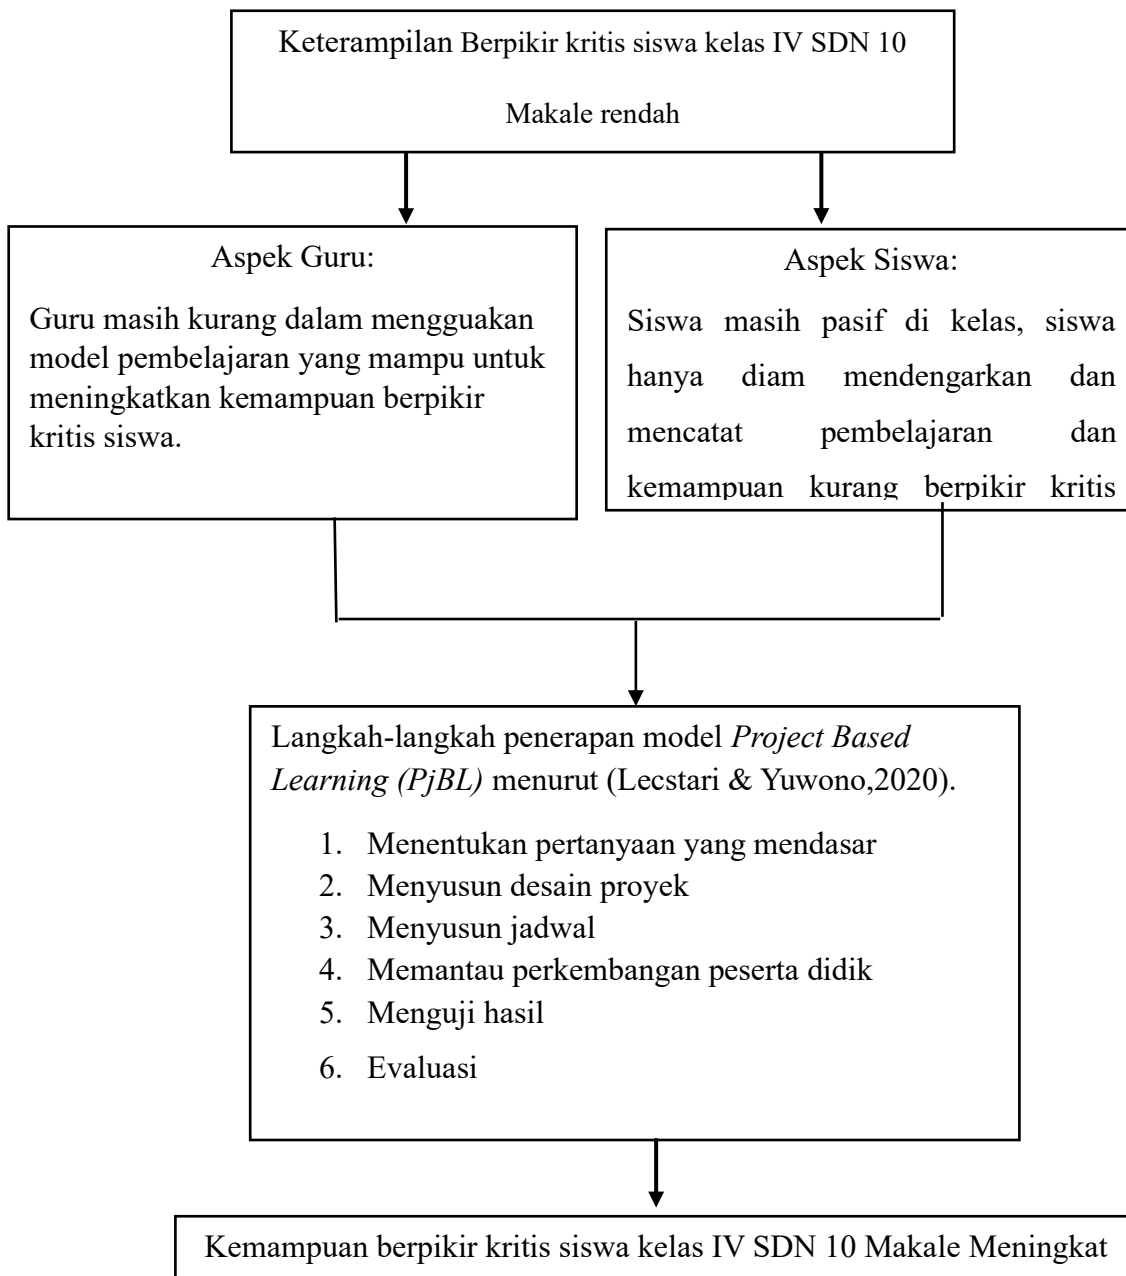 Keterampilan Berpikir kritis siswa kelas IV SDN 10
Makale rendah
Aspek Guru:
Guru masih kurang dalam mengguakan
model pembelajaran yang mampu untuk
meningkatkan kemampuan berpikir
kritis siswa.
Aspek Siswa:
Siswa masih pasif di kelas, siswa
hanya diam mendengarkan dan
mencatat pembelajaran dan
kemampuan kurang berpikir kritis
Langkah-langkah penerapan model Project Based
Learning (PjBL) menurut (Lecstari & Yuwono,2020).
1. Menentukan pertanyaan yang mendasar
2. Menyusun desain proyek
3. Menyusun jadwal
4. Memantau perkembangan peserta didik
5. Menguji hasil
6. Evaluasi
Kemampuan berpikir kritis siswa kelas IV SDN 10 Makale Meningkat